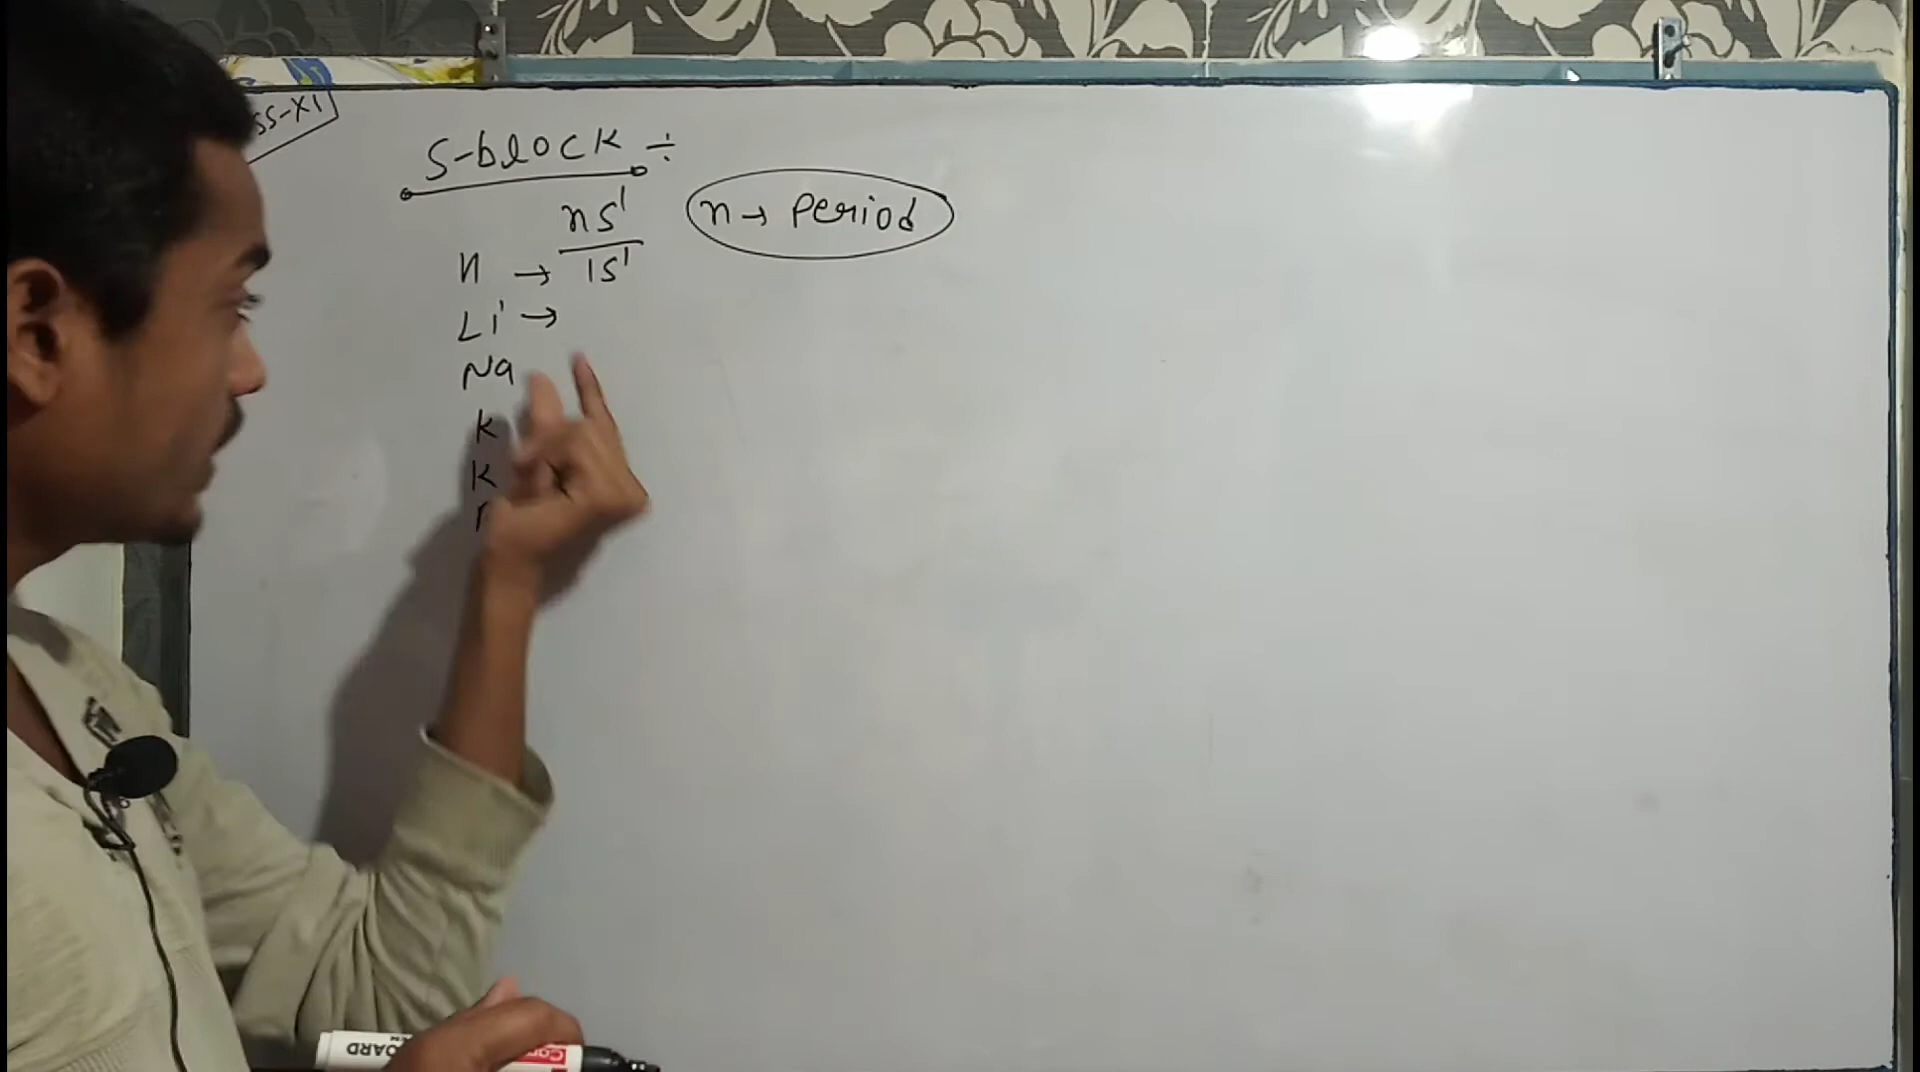 ss-XI
S-block ÷
ns¹
n → period
H → 1s¹
Li →
Na
K
K